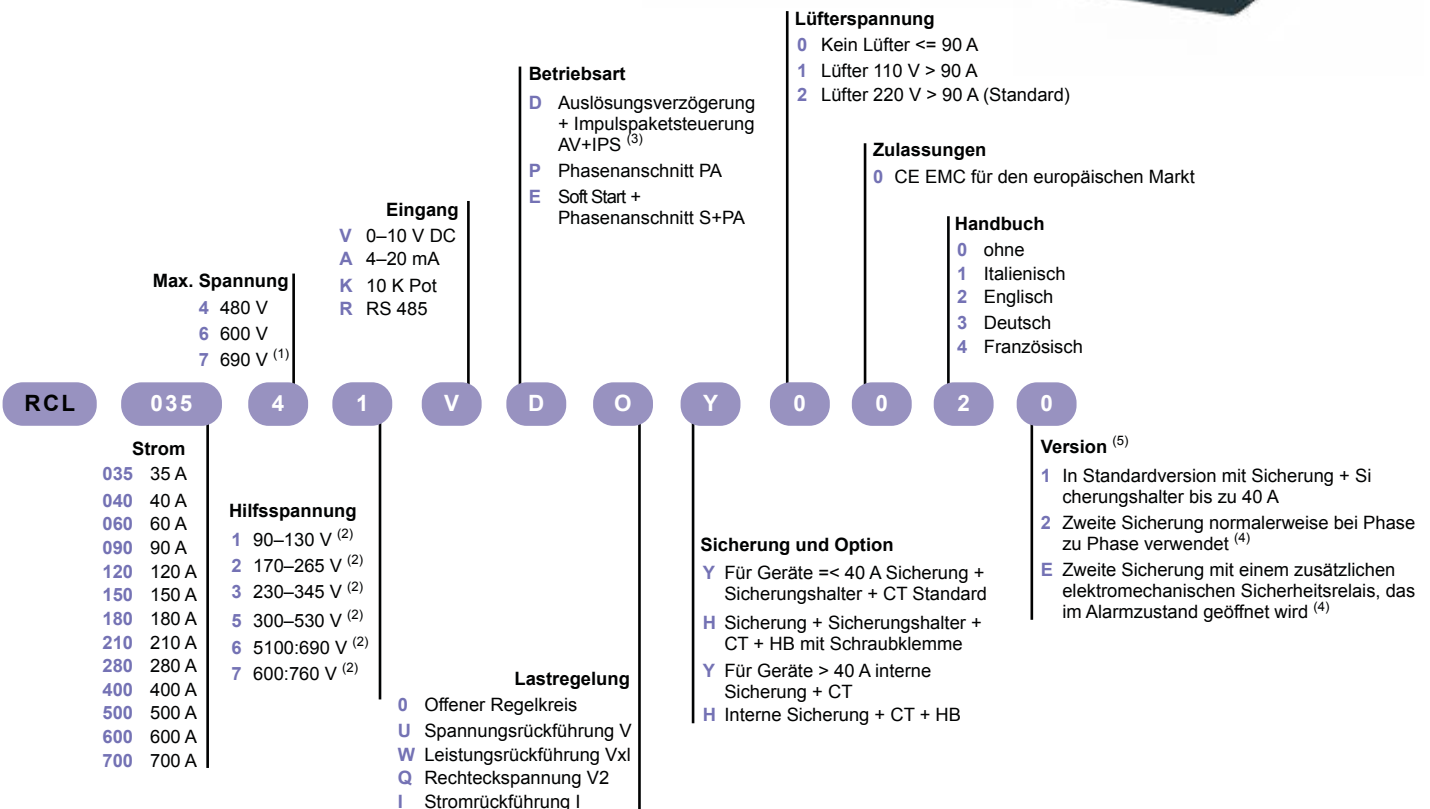 Lüfterspannung
0 Kein Lüfter <= 90 A
1 Lüfter 110 V > 90 A
2 Lüfter 220 V > 90 A (Standard)
Betriebsart
D Auslösungsverzögerung
+ Impulspaketsteuerung
AV+IPS (3)
P Phasenanschnitt PA
E Soft Start +
Phasenanschnitt S+PA
Zulassungen
0 CE EMC für den europäischen Markt
Eingang
V 0–10 V DC
A 4–20 mA
K 10 K Pot
R RS 485
Handbuch
0 ohne
1 Italienisch
2 Englisch
3 Deutsch
4 Französisch
Max. Spannung
4 480 V
6 600 V
7 690 V (1)
RCL 035 4 1 V D O Y 0 0 2 0
Strom
035 35 A
040 40 A
060 60 A
090 90 A
120 120 A
150 150 A
180 180 A
210 210 A
280 280 A
400 400 A
500 500 A
600 600 A
700 700 A
Hilfsspannung
1 90–130 V (2)
2 170–265 V (2)
3 230–345 V (2)
5 300–530 V (2)
6 5100:690 V (2)
7 600:760 V (2)
Lastregelung
0 Offener Regelkreis
U Spannungsrückführung V
W Leistungsrückführung VxI
Q Rechteckspannung V2
I Stromrückführung I
Sicherung und Option
Y Für Geräte =< 40 A Sicherung +
Sicherungshalter + CT Standard
H Sicherung + Sicherungshalter +
CT + HB mit Schraubklemme
Y Für Geräte > 40 A interne
Sicherung + CT
H Interne Sicherung + CT + HB
Version (5)
1 In Standardversion mit Sicherung + Si
cherungshalter bis zu 40 A
2 Zweite Sicherung normalerweise bei Phase
zu Phase verwendet (4)
E Zweite Sicherung mit einem zusätzlichen
elektromechanischen Sicherheitsrelais, das
im Alarmzustand geöffnet wird (4)